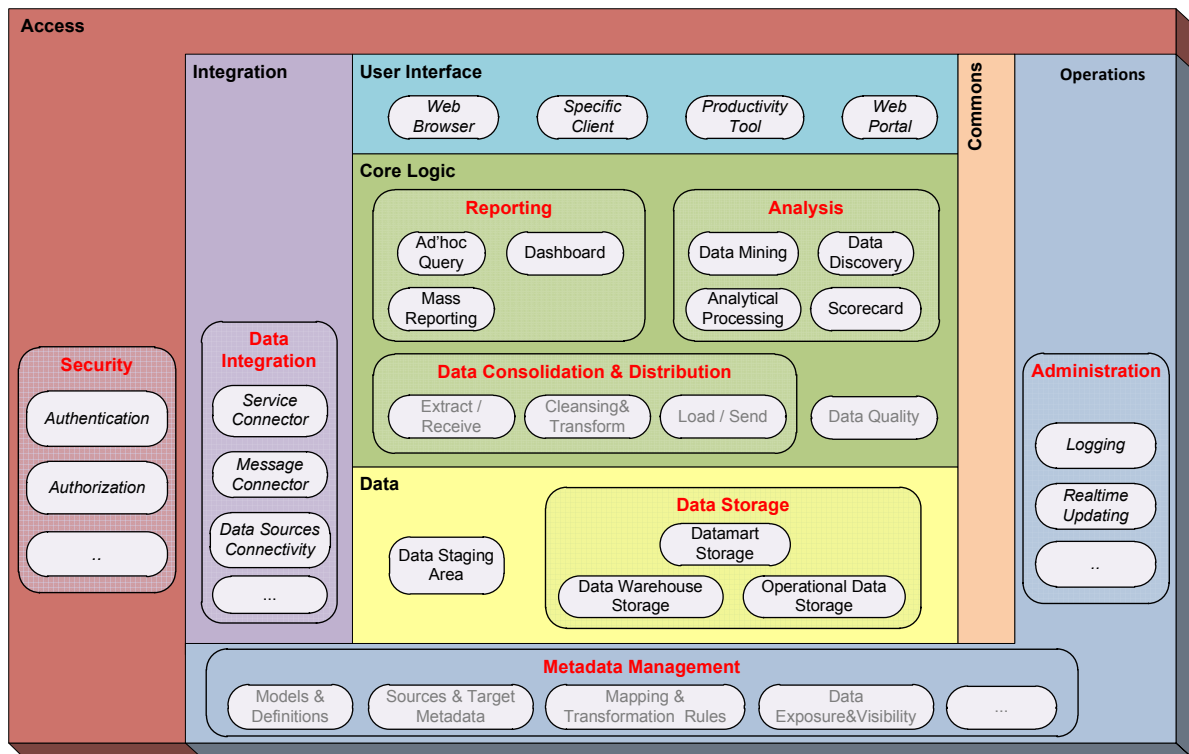 Access
Integration
User Interface
Commons
Operations
Web
Browser
Specific
Client
Productivity
Tool
Web
Portal
Core Logic
Reporting
Ad'hoc
Query
Dashboard
Mass
Reporting
Analysis
Data Mining
Data
Discovery
Analytical
Processing
Scorecard
Security
Authentication
Authorization
..
Data
Integration
Service
Connector
Message
Connector
Data Sources
Connectivity
...
Data Consolidation & Distribution
Extract /
Receive
Cleansing&
Transform
Load / Send
Data Quality
Administration
Logging
Realtime
Updating
..
Data
Data Staging
Area
Data Storage
Datamart
Storage
Data Warehouse
Storage
Operational Data
Storage
Metadata Management
Models &
Definitions
Sources & Target
Metadata
Mapping &
Transformation Rules
Data
Exposure&Visibility
...